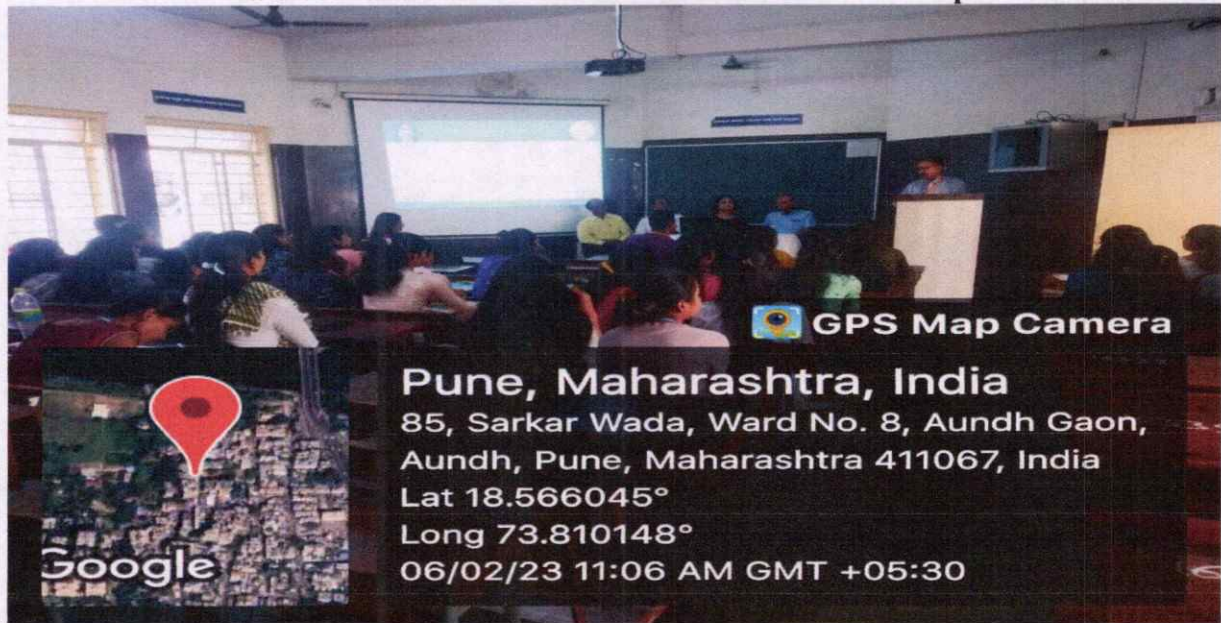 GPS Map Camera
Pune, Maharashtra, India
85, Sarkar Wada, Ward No. 8, Aundh Gaon,
Aundh, Pune, Maharashtra 411067, India
Lat 18.566045°
Long 73.810148°
06/02/23 11:06 AM GMT +05:30
Google